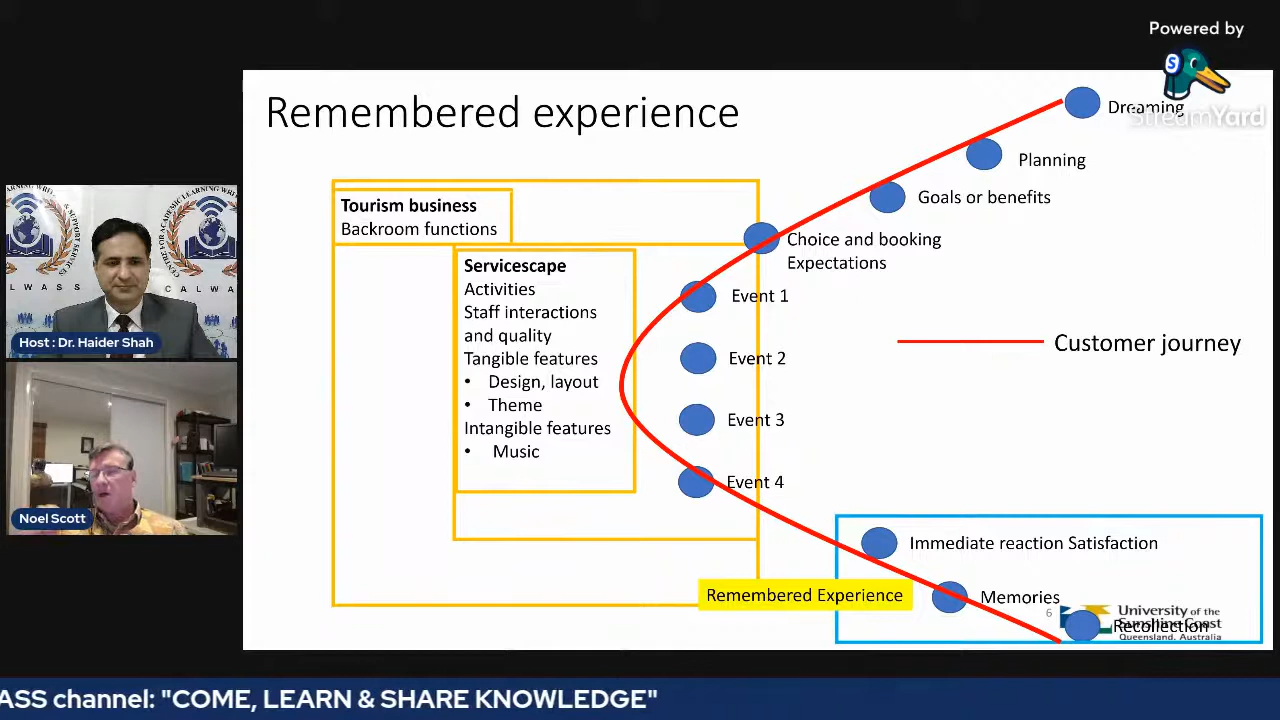 Powered by
StreamYard
Remembered experience
Dreaming
Planning
Goals or benefits
Choice and booking
Expectations
Tourism business
Backroom functions
Servicescape
Activities
Staff interactions
and quality
Tangible features
• Design, layout
• Theme
Intangible features
• Music
Event 1
Event 2
Event 3
Event 4
Customer journey
Immediate reaction Satisfaction
Remembered Experience
Memories
Recollection
6
University of the
Sunshine Coast
Queensland, Australia
CALWASS
Host : Dr. Haider Shah
Noel Scott
ASS channel: "COME, LEARN & SHARE KNOWLEDGE"